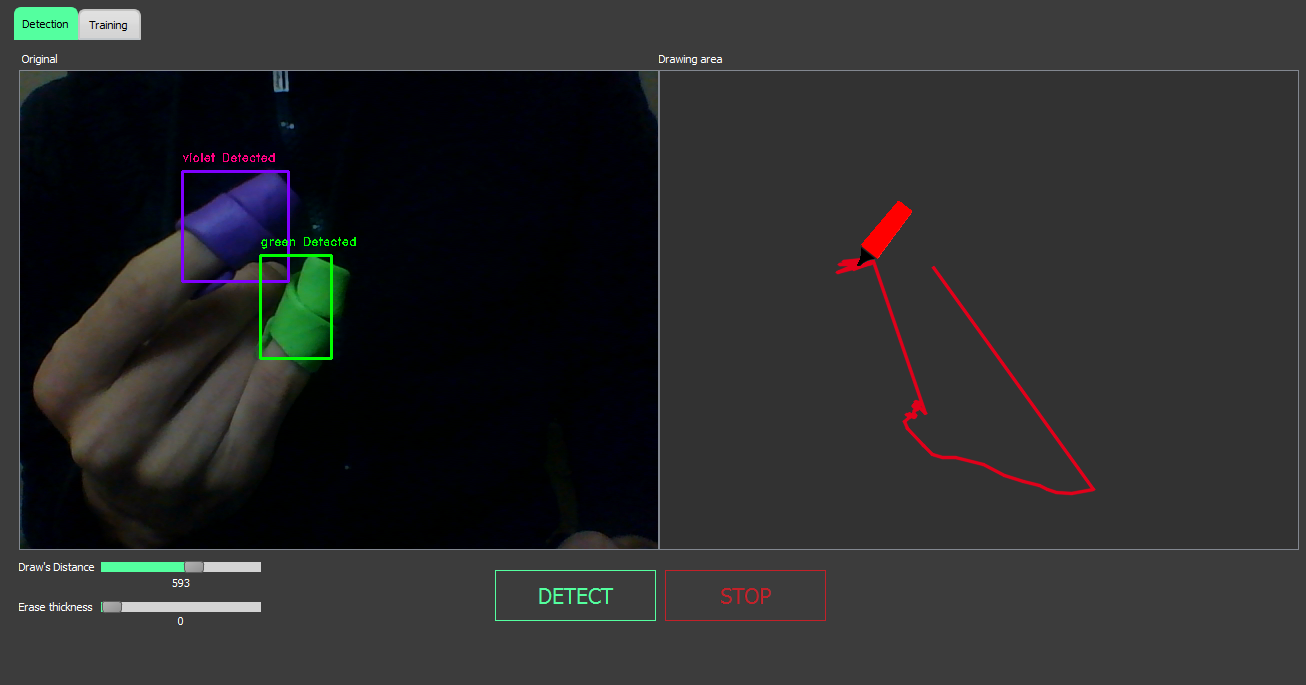 Detection
Training
Original
Drawing area
violet Detected
green Detected
Draw's Distance
593
Erase thickness
0
DETECT
STOP